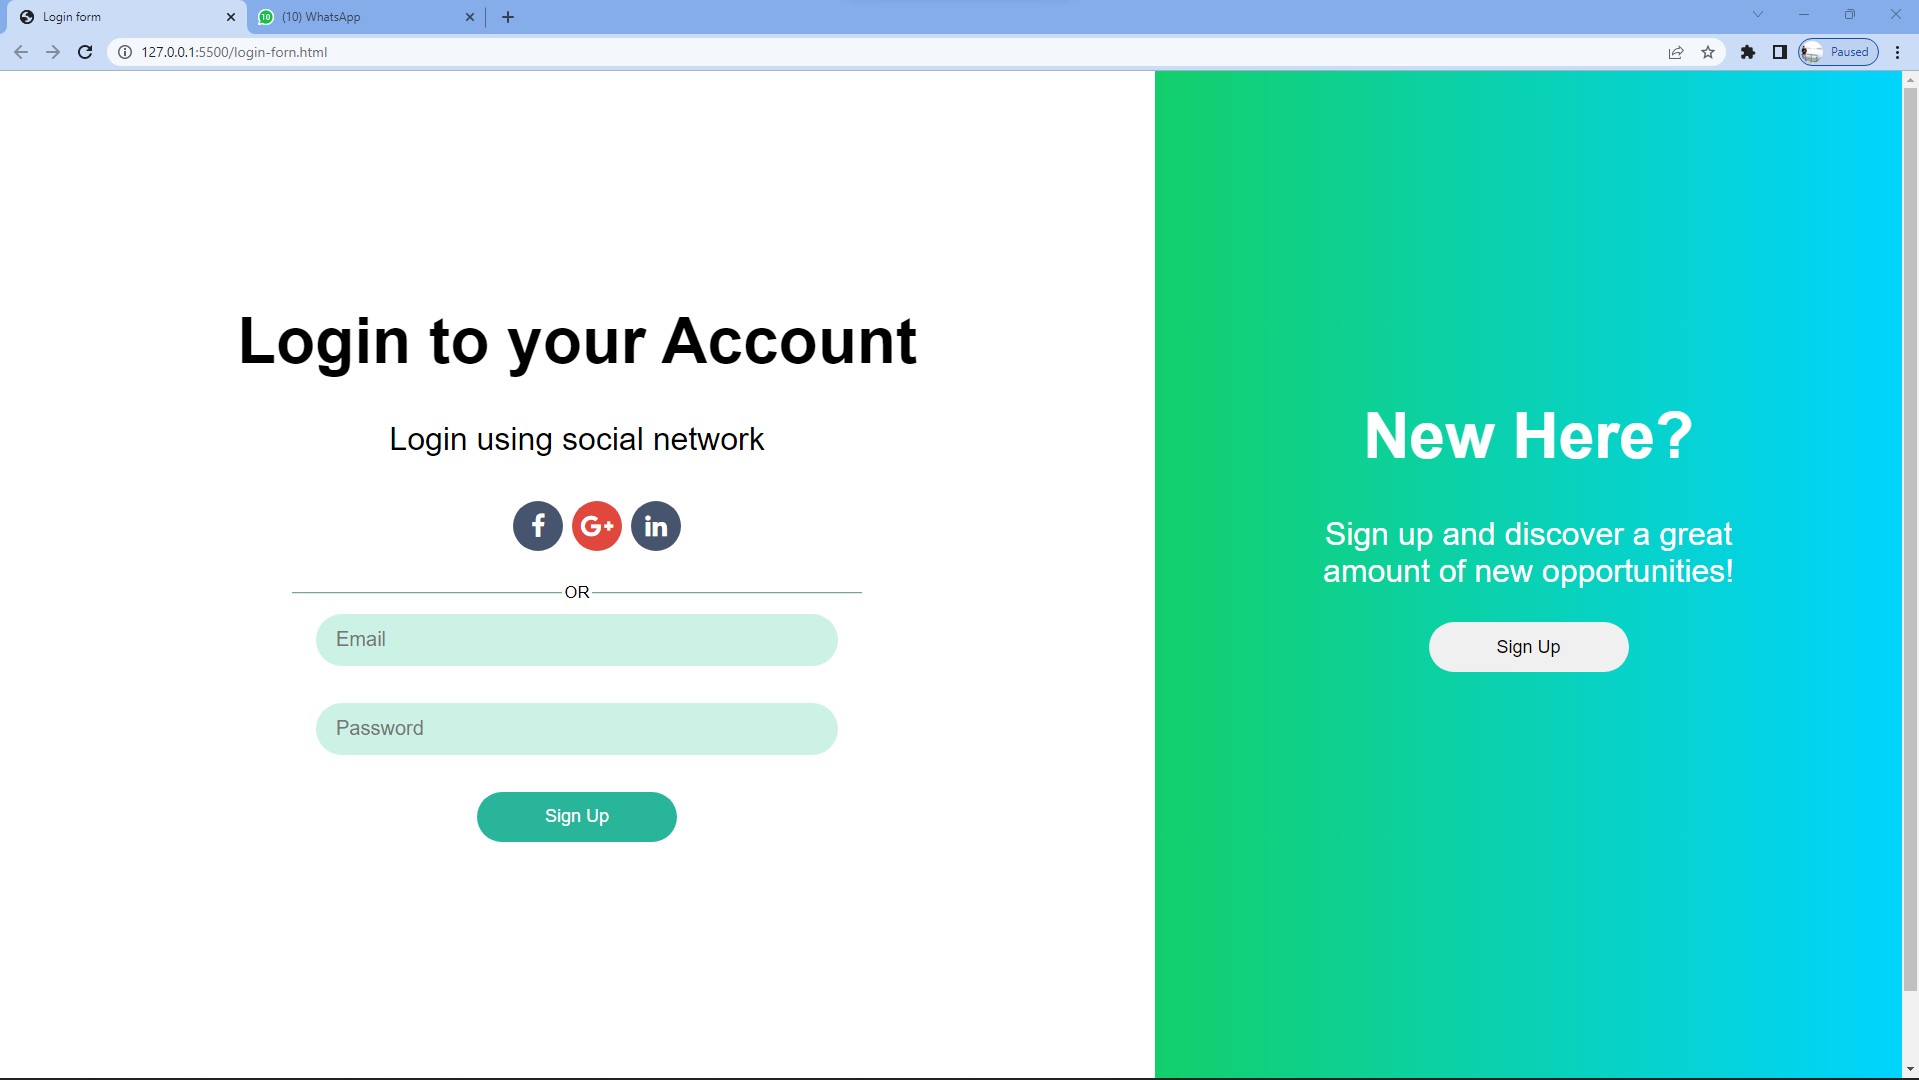 Login form
(10) WhatsApp
127.0.0.1:5500/login-forn.html
Paused
Login to your Account
Login using social network
f G+ in
OR
Email
Password
Sign Up
New Here?
Sign up and discover a great
amount of new opportunities!
Sign Up